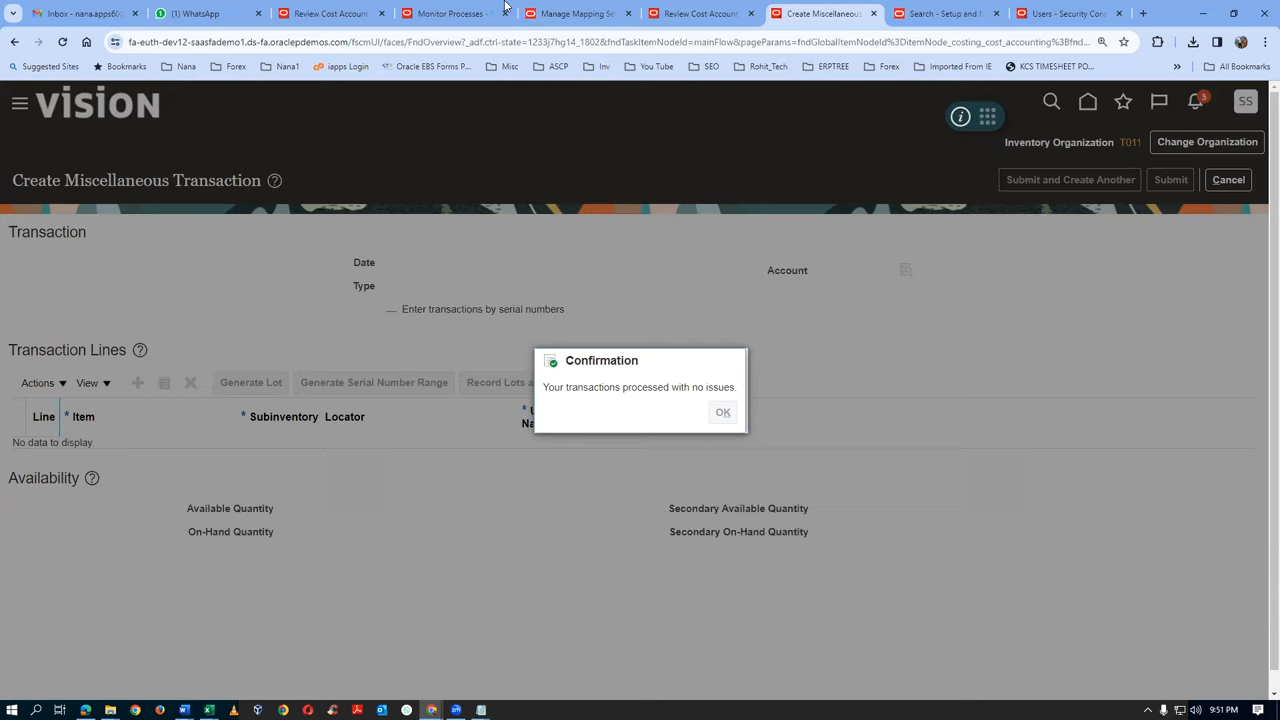 Inbox - nana.apps60
WhatsApp
Review Cost Accoun
Monitor Processes -
Manage Mapping Se
Review Cost Account
Create Miscellaneous
Search - Setup and
Users - Security Con
fa-euth-dev12-saasfademo1.ds-fa.oraclepdemos.com/fscmUI/faces/FndOverview?_adf.ctrl-state=1233j7hg14_1802&fndTaskItemNodeId=mainFlow&pageParams=fndGlobalItemNodeId%3DitemNode_costing_cost_accounting%3Bfnd...
Suggested Sites
Bookmarks
Nana
Forex
Nana1
iapps Login
Oracle EBS Forms P...
Misc
ASCP
Inv
You Tube
SEO
Rohit_Tech
ERPTREE
Forex
Imported From IE
KCS TIMESHEET PO...
All Bookmarks
VISION
5
SS
Inventory Organization T011 Change Organization
Create Miscellaneous Transaction
Submit and Create Another Submit Cancel
Transaction
Date
Type
Account
Enter transactions by serial numbers
Transaction Lines
Actions View Generate Lot Generate Serial Number Range Record Lots a
Line * Item * Subinventory Locator * U
Na
No data to display.
Confirmation
Your transactions processed with no issues.
OK
Availability
Available Quantity
On-Hand Quantity
Secondary Available Quantity
Secondary On-Hand Quantity
9:51 PM